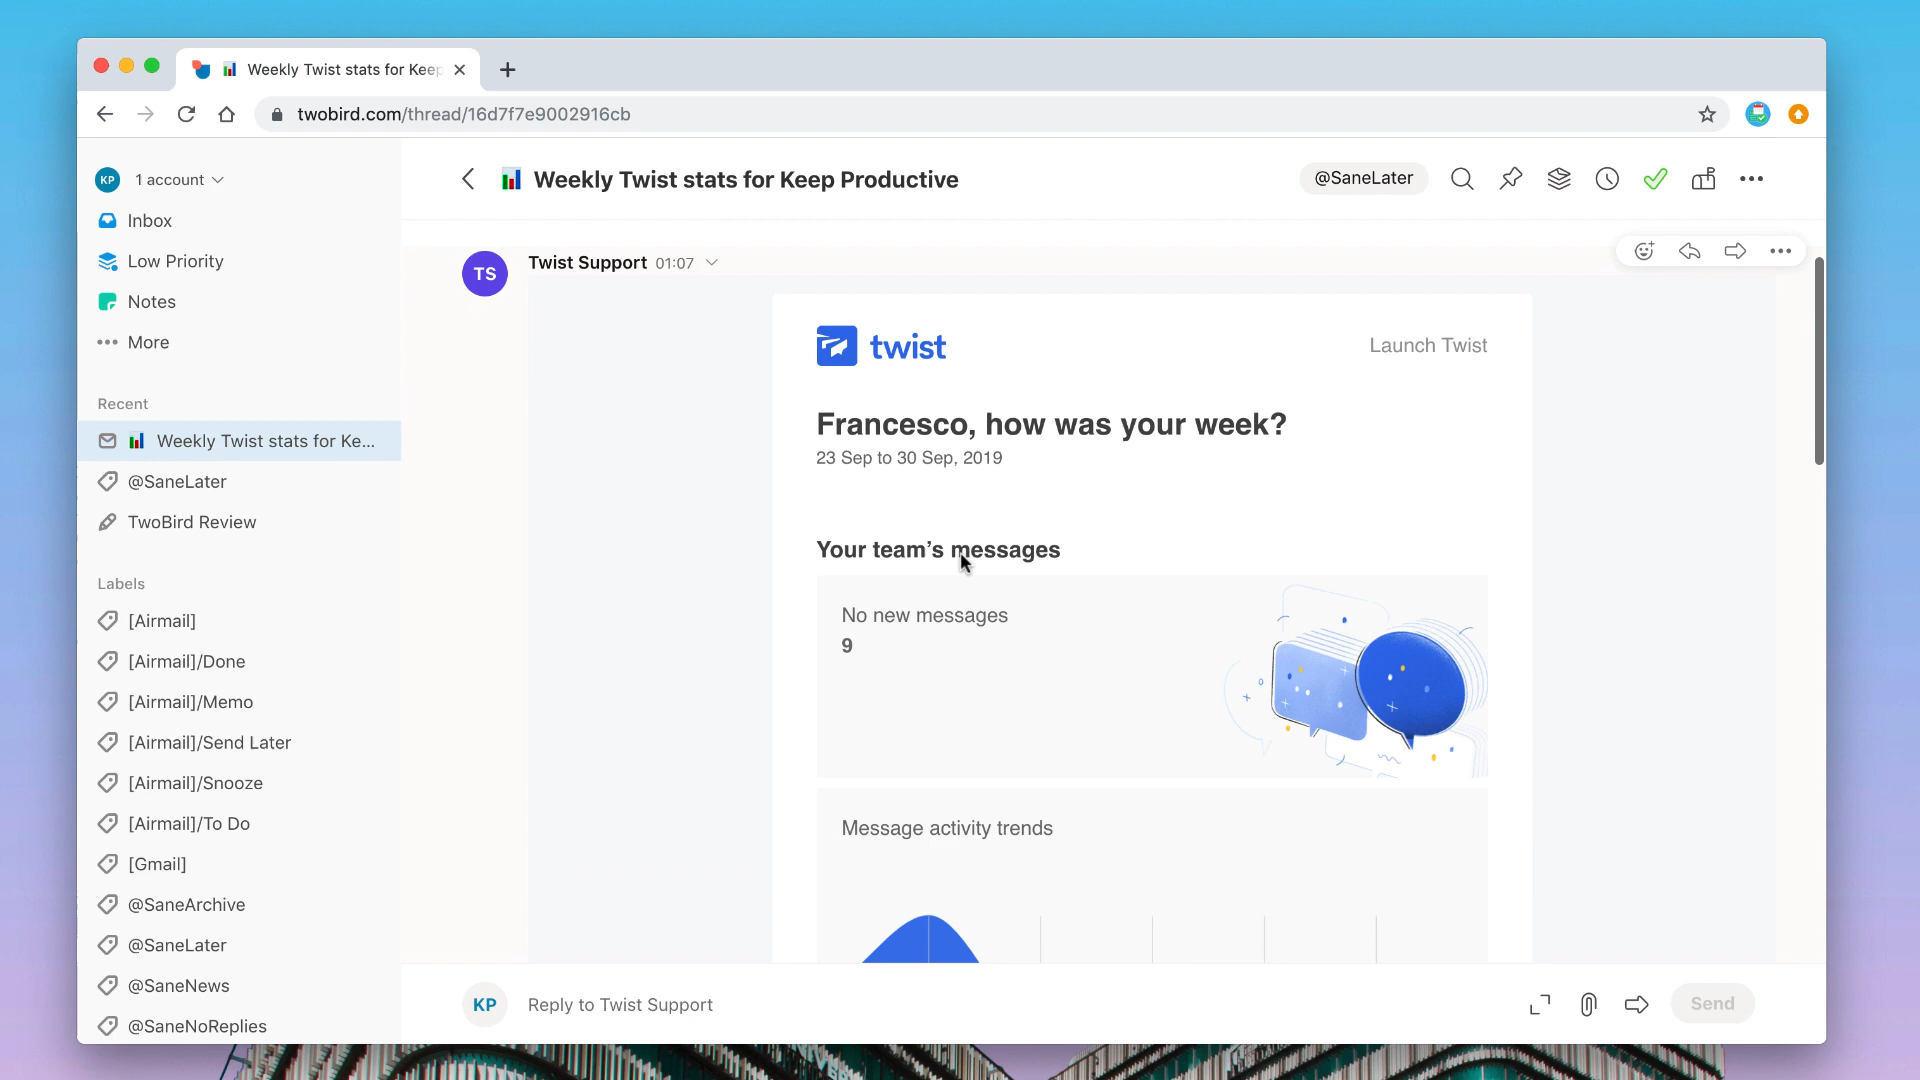 Weekly Twist stats for Keep
twobird.com/thread/16d7f7e9002916cb
KP 1 account
Inbox
Low Priority
Notes
More
Recent
Weekly Twist stats for Ke...
@SaneLater
TwoBird Review
Labels
[Airmail]
[Airmail]/Done
[Airmail]/Memo
[Airmail]/Send Later
[Airmail]/Snooze
[Airmail]/To Do
[Gmail]
@SaneArchive
@SaneLater
@SaneNews
@SaneNoReplies
Weekly Twist stats for Keep Productive
@SaneLater
TS
Twist Support 01:07
twist
Launch Twist
Francesco, how was your week?
23 Sep to 30 Sep, 2019
Your team’s messages
No new messages
9
Message activity trends
KP
Reply to Twist Support
Send